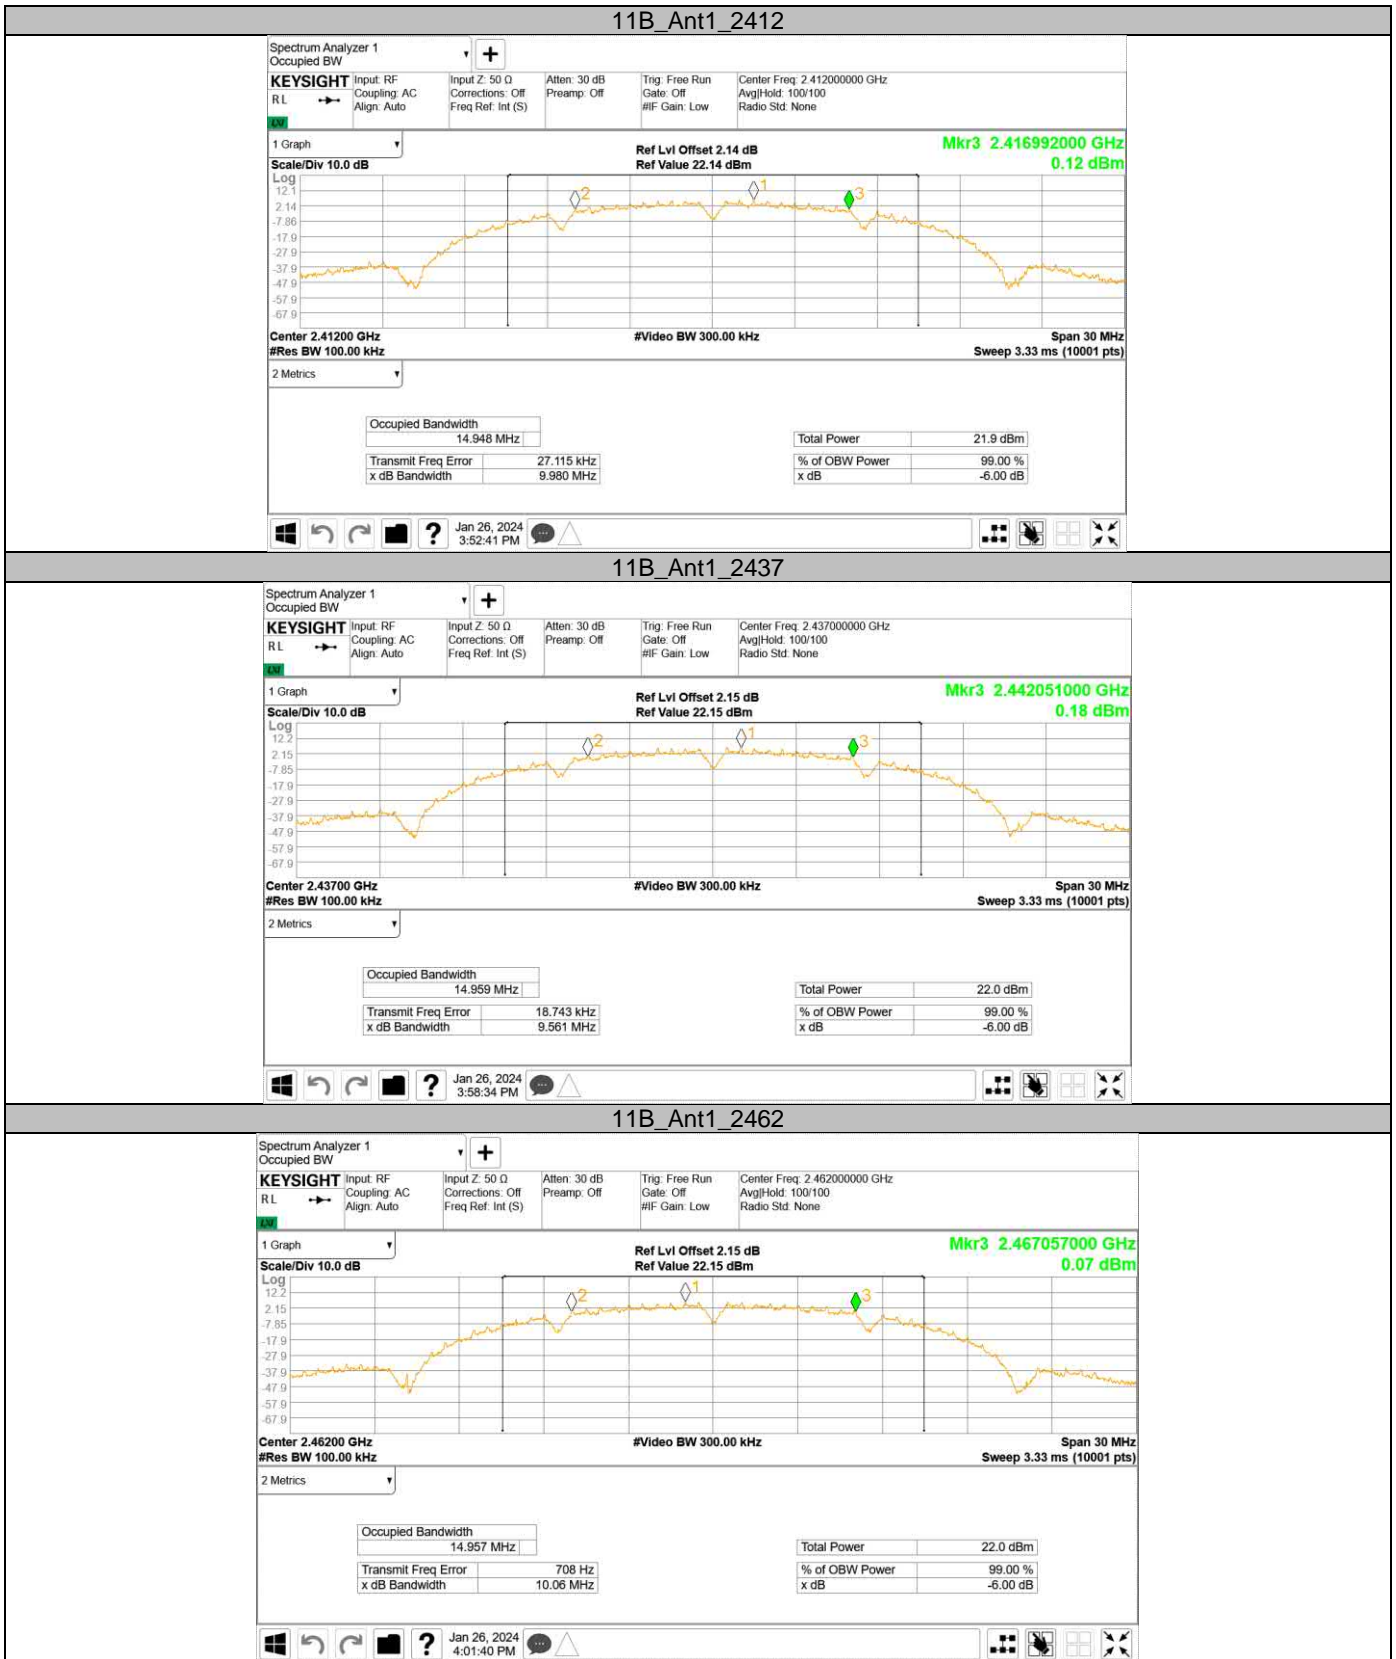 11B_Ant1_2412
Spectrum Analyzer 1
Occupied BW
KEYSIGHT
R L
LXI
Input: RF
Coupling: AC
Align: Auto
Input Z: 50 Ω
Corrections: Off
Freq Ref: Int (S)
Atten: 30 dB
Preamp: Off
Trig: Free Run
Gate: Off
#IF Gain: Low
Center Freq: 2.412000000 GHz
Avg|Hold: 100/100
Radio Std: None
1 Graph
Scale/Div 10.0 dB
Ref Lvl Offset 2.14 dB
Ref Value 22.14 dBm
Mkr3 2.416992000 GHz
0.12 dBm
Log
12.1
2.14
-7.86
-17.9
-27.9
-37.9
-47.9
-57.9
-67.9
2
1
3
Center 2.41200 GHz
#Res BW 100.00 kHz
#Video BW 300.00 kHz
Span 30 MHz
Sweep 3.33 ms (10001 pts)
2 Metrics
Occupied Bandwidth
14.948 MHz
Transmit Freq Error 27.115 kHz
x dB Bandwidth 9.980 MHz
Total Power 21.9 dBm
% of OBW Power 99.00 %
x dB -6.00 dB
?
Jan 26, 2024
3:52:41 PM
11B_Ant1_2437
Spectrum Analyzer 1
Occupied BW
KEYSIGHT
R L
LXI
Input: RF
Coupling: AC
Align: Auto
Input Z: 50 Ω
Corrections: Off
Freq Ref: Int (S)
Atten: 30 dB
Preamp: Off
Trig: Free Run
Gate: Off
#IF Gain: Low
Center Freq: 2.437000000 GHz
Avg|Hold: 100/100
Radio Std: None
1 Graph
Scale/Div 10.0 dB
Ref Lvl Offset 2.15 dB
Ref Value 22.15 dBm
Mkr3 2.442051000 GHz
0.18 dBm
Log
12.2
2.15
-7.85
-17.9
-27.9
-37.9
-47.9
-57.9
-67.9
2
1
3
Center 2.43700 GHz
#Res BW 100.00 kHz
#Video BW 300.00 kHz
Span 30 MHz
Sweep 3.33 ms (10001 pts)
2 Metrics
Occupied Bandwidth
14.959 MHz
Transmit Freq Error 18.743 kHz
x dB Bandwidth 9.561 MHz
Total Power 22.0 dBm
% of OBW Power 99.00 %
x dB -6.00 dB
?
Jan 26, 2024
3:58:34 PM
11B_Ant1_2462
Spectrum Analyzer 1
Occupied BW
KEYSIGHT
R L
LXI
Input: RF
Coupling: AC
Align: Auto
Input Z: 50 Ω
Corrections: Off
Freq Ref: Int (S)
Atten: 30 dB
Preamp: Off
Trig: Free Run
Gate: Off
#IF Gain: Low
Center Freq: 2.462000000 GHz
Avg|Hold: 100/100
Radio Std: None
1 Graph
Scale/Div 10.0 dB
Ref Lvl Offset 2.15 dB
Ref Value 22.15 dBm
Mkr3 2.467057000 GHz
0.07 dBm
Log
12.2
2.15
-7.85
-17.9
-27.9
-37.9
-47.9
-57.9
-67.9
2
1
3
Center 2.46200 GHz
#Res BW 100.00 kHz
#Video BW 300.00 kHz
Span 30 MHz
Sweep 3.33 ms (10001 pts)
2 Metrics
Occupied Bandwidth
14.957 MHz
Transmit Freq Error 708 Hz
x dB Bandwidth 10.06 MHz
Total Power 22.0 dBm
% of OBW Power 99.00 %
x dB -6.00 dB
?
Jan 26, 2024
4:01:40 PM